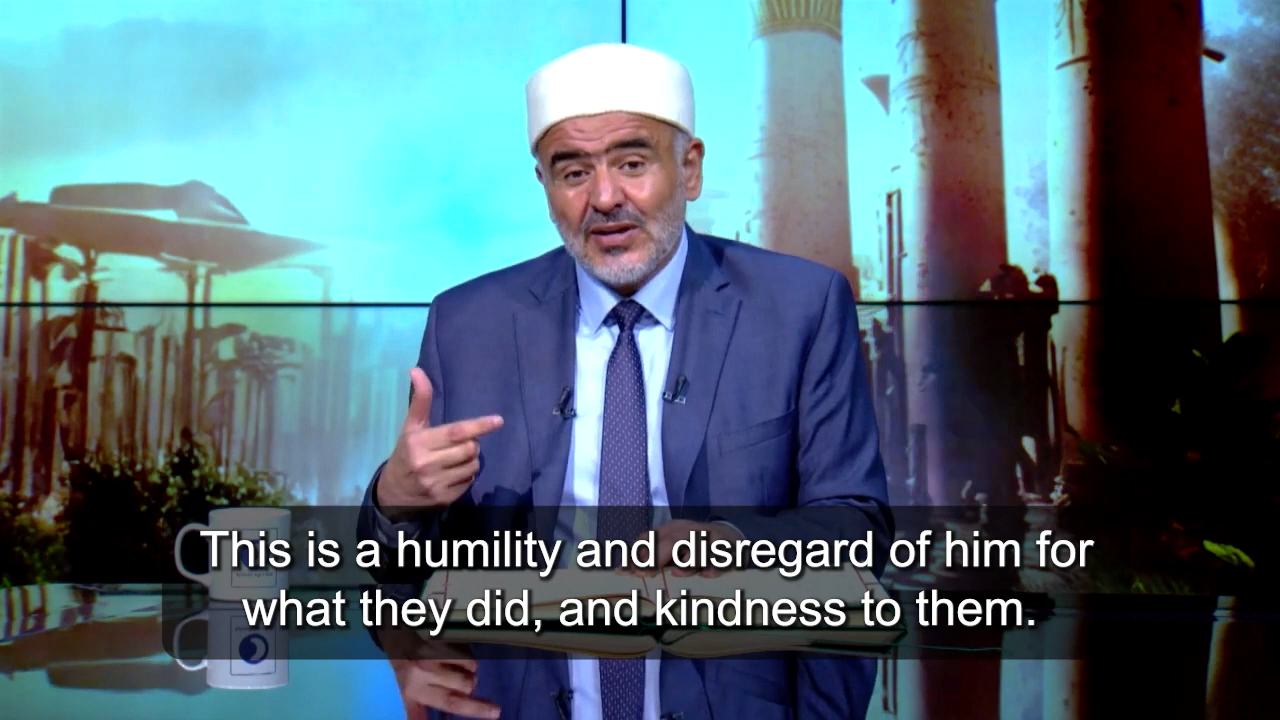 This is a humility and disregard of him for
what they did, and kindness to them.